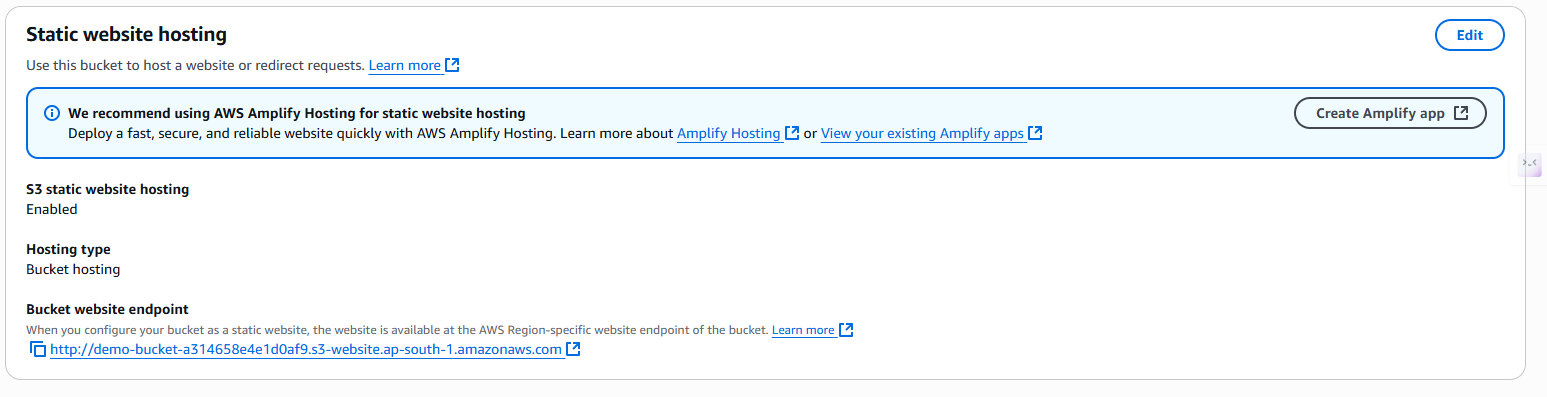 Static website hosting
Edit
Use this bucket to host a website or redirect requests. Learn more
We recommend using AWS Amplify Hosting for static website hosting
Create Amplify app
Deploy a fast, secure, and reliable website quickly with AWS Amplify Hosting. Learn more about Amplify Hosting or View your existing Amplify apps
S3 static website hosting
Enabled
Hosting type
Bucket hosting
Bucket website endpoint
When you configure your bucket as a static website, the website is available at the AWS Region-specific website endpoint of the bucket. Learn more
http://demo-bucket-a314658e4e1d0af9.s3-website.ap-south-1.amazonaws.com